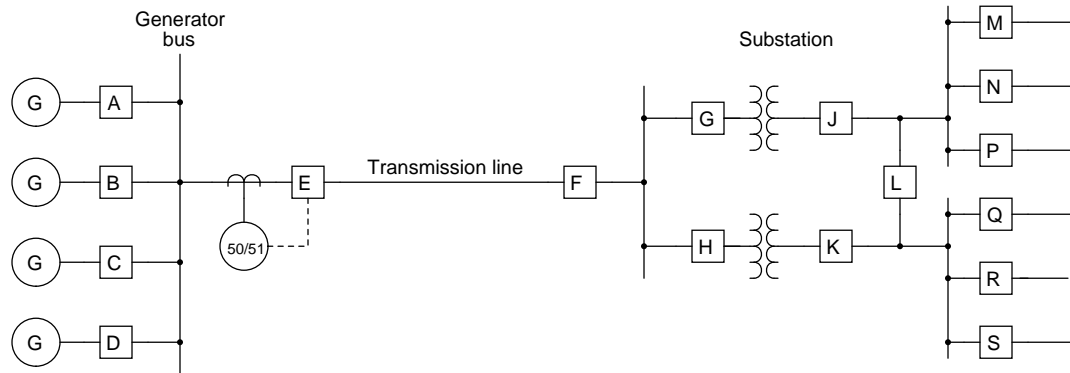 Generator
bus
Substation
Transmission line
G
A
G
B
G
C
G
D
50/51
E
F
G
H
J
K
L
M
N
P
Q
R
S